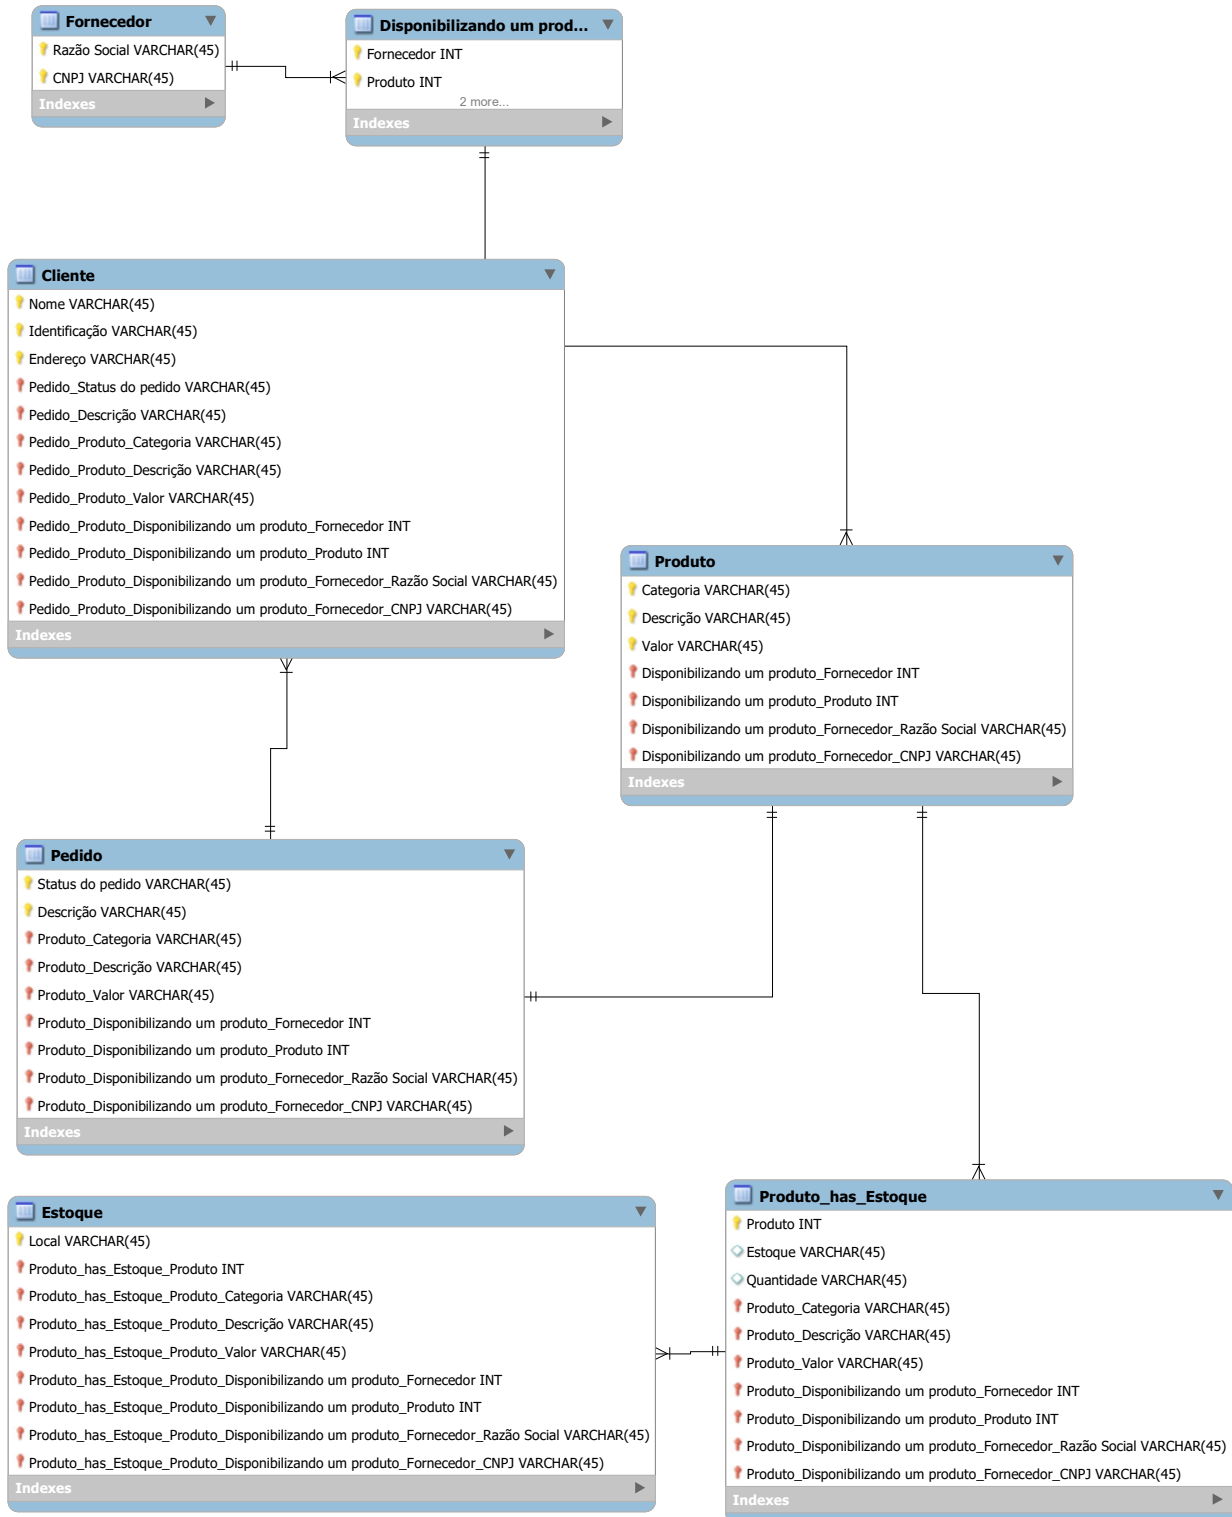 Fornecedor
Razão Social VARCHAR(45)
CNPJ VARCHAR(45)
Indexes
Disponibilizando um prod...
Fornecedor INT
Produto INT
2 more...
Indexes
Cliente
Nome VARCHAR(45)
Identificação VARCHAR(45)
Endereço VARCHAR(45)
Pedido_Status do pedido VARCHAR(45)
Pedido_Descrição VARCHAR(45)
Pedido_Produto_Categoria VARCHAR(45)
Pedido_Produto_Descrição VARCHAR(45)
Pedido_Produto_Valor VARCHAR(45)
Pedido_Produto_Disponibilizando um produto_Fornecedor INT
Pedido_Produto_Disponibilizando um produto_Produto INT
Pedido_Produto_Disponibilizando um produto_Fornecedor_Razão Social VARCHAR(45)
Pedido_Produto_Disponibilizando um produto_Fornecedor_CNPJ VARCHAR(45)
Indexes
Produto
Categoria VARCHAR(45)
Descrição VARCHAR(45)
Valor VARCHAR(45)
Disponibilizando um produto_Fornecedor INT
Disponibilizando um produto_Produto INT
Disponibilizando um produto_Fornecedor_Razão Social VARCHAR(45)
Disponibilizando um produto_Fornecedor_CNPJ VARCHAR(45)
Indexes
Pedido
Status do pedido VARCHAR(45)
Descrição VARCHAR(45)
Produto_Categoria VARCHAR(45)
Produto_Descrição VARCHAR(45)
Produto_Valor VARCHAR(45)
Produto_Disponibilizando um produto_Fornecedor INT
Produto_Disponibilizando um produto_Produto INT
Produto_Disponibilizando um produto_Fornecedor_Razão Social VARCHAR(45)
Produto_Disponibilizando um produto_Fornecedor_CNPJ VARCHAR(45)
Indexes
Estoque
Local VARCHAR(45)
Produto_has_Estoque_Produto INT
Produto_has_Estoque_Produto_Categoria VARCHAR(45)
Produto_has_Estoque_Produto_Descrição VARCHAR(45)
Produto_has_Estoque_Produto_Valor VARCHAR(45)
Produto_has_Estoque_Produto_Disponibilizando um produto_Fornecedor INT
Produto_has_Estoque_Produto_Disponibilizando um produto_Produto INT
Produto_has_Estoque_Produto_Disponibilizando um produto_Fornecedor_Razão Social VARCHAR(45)
Produto_has_Estoque_Produto_Disponibilizando um produto_Fornecedor_CNPJ VARCHAR(45)
Indexes
Produto_has_Estoque
Produto INT
Estoque VARCHAR(45)
Quantidade VARCHAR(45)
Produto_Categoria VARCHAR(45)
Produto_Descrição VARCHAR(45)
Produto_Valor VARCHAR(45)
Produto_Disponibilizando um produto_Fornecedor INT
Produto_Disponibilizando um produto_Produto INT
Produto_Disponibilizando um produto_Fornecedor_Razão Social VARCHAR(45)
Produto_Disponibilizando um produto_Fornecedor_CNPJ VARCHAR(45)
Indexes